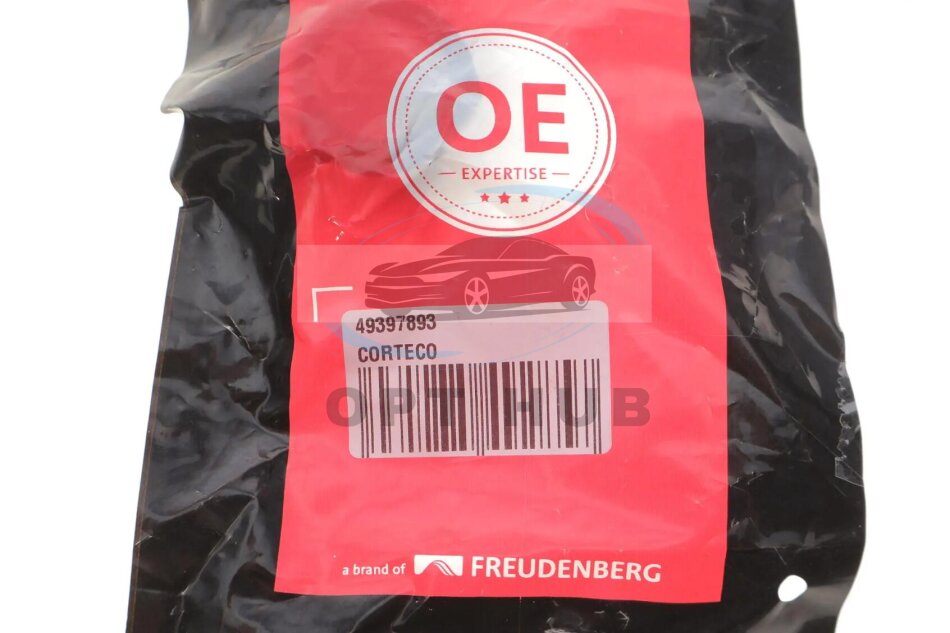 OE
EXPERTISE
49397893
CORTECO
OPT HUB
a brand of FREUDENBERG